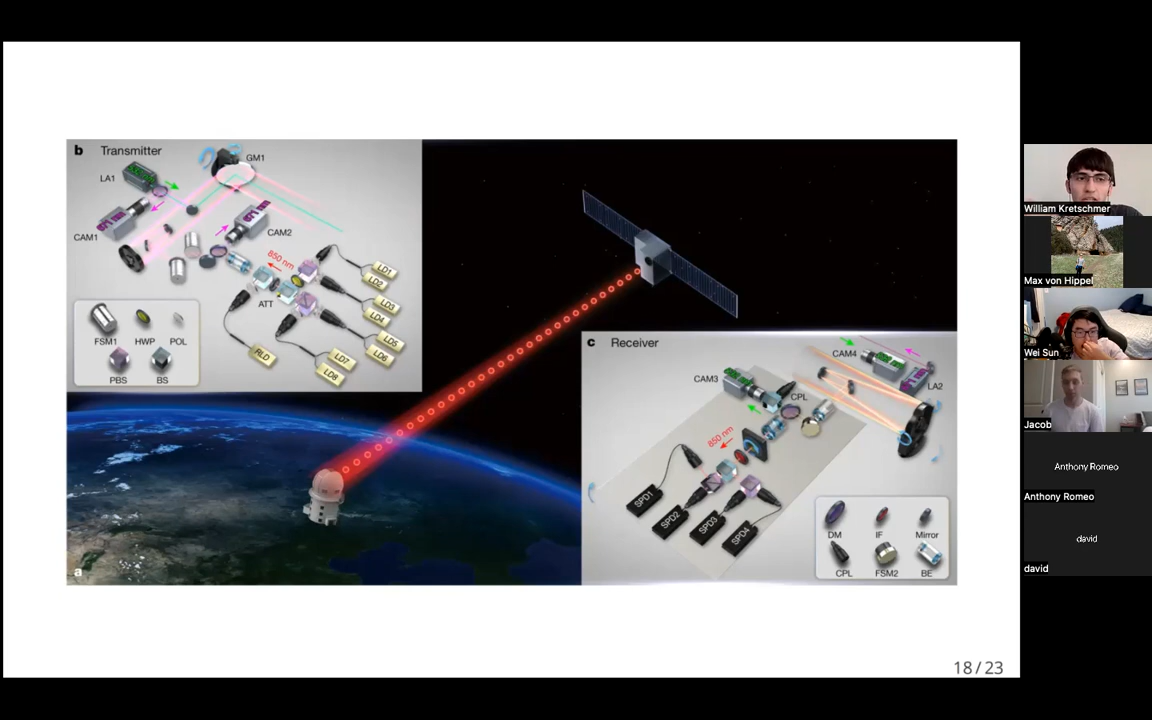 b Transmitter
GM1
LA1
CAM1
CAM2
850 nm
ATT
LD1
LD2
LD3
LD4
LD5
LD6
LD7
LD8
RLD
FSM1 HWP POL
PBS BS
a
c Receiver
CAM4
LA2
CAM3
CPL
850 nm
SPD1
SPD2
SPD3
SPD4
DM IF Mirror
CPL FSM2 BE
18/23
William Kretschmer
Max von Hippel
Wei Sun
Jacob
Anthony Romeo
Anthony Romeo
david
david